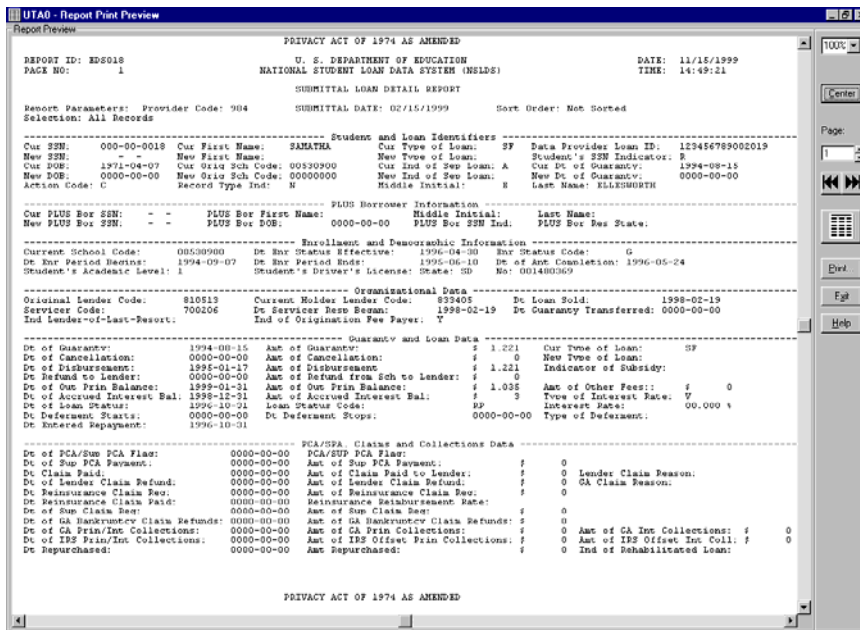 UTA0 - Report Print Preview
Report Preview
PRIVACY ACT OF 1974 AS AMENDED
REPORT ID: EDS018 U. S. DEPARTMENT OF EDUCATION DATE: 11/15/1999
PAGE NO: 1 NATIONAL STUDENT LOAN DATA SYSTEM (NSLDS) TIME: 14:49:21
SUBMITTAL LOAN DETAIL REPORT
Report Parameters: Provider Code: 984 SUBMITTAL DATE: 02/15/1999 Sort Order: Not Sorted
Selection: All Records
Student and Loan Identifiers
Cur SSN: 000-00-0018 Cur First Name: SAMATHA Cur Type of Loan: SF Data Provider Loan ID: 123456789002019
New SSN: - - New First Name: New Type of Loan: Student's SSN Indicator: R
Cur DOB: 1971-04-07 Cur Orig Sch Code: 00530900 Cur Ind of Sep Loan: A Cur Dt of Guaranty: 1994-08-15
New DOB: 0000-00-00 New Orig Sch Code: 00000000 New Ind of Sep Loan: New Dt of Guaranty: 0000-00-00
Action Code: C Record Type Ind: N Middle Initial: E Last Name: ELLESWORTH
PLUS Borrower Information
Cur PLUS Bor SSN: - - PLUS Bor First Name: Middle Initial: Last Name:
New PLUS Bor SSN: - - PLUS Bor DOB: 0000-00-00 PLUS Bor SSN Ind: PLUS Bor Res State:
Enrollment and Demographic Information
Current School Code: 00530900 Dt Enr Status Effective: 1996-04-30 Enr Status Code: G
Dt Enr Period Begins: 1994-09-07 Dt Enr Period Ends: 1995-06-10 Dt of Ant Completion: 1996-05-24
Student's Academic Level: 1 Student's Driver's License: State: SD No: 001480369
Organizational Data
Original Lender Code: 810513 Current Holder Lender Code: 833405 Dt Loan Sold: 1998-02-19
Servicer Code: 700206 Dt Servicer Resp Began: 1998-02-19 Dt Guaranty Transferred: 0000-00-00
Ind Lender-of-Last-Resort: Ind of Origination Fee Payer: Y
Guaranty and Loan Data
Dt of Guaranty: 1994-08-15 Amt of Guaranty: $ 1.221 Cur Type of Loan: SF
Dt of Cancellation: 0000-00-00 Amt of Cancellation: $ 0 New Type of Loan:
Dt of Disbursement: 1995-01-17 Amt of Disbursement $ 1.221 Indicator of Subsidy:
Dt Refund to Lender: 0000-00-00 Amt of Refund from Sch to Lender: $ 0
Dt of Out Prin Balance: 1999-01-31 Amt of Out Prin Balance: $ 1.035 Amt of Other Fees:: $ 0
Dt of Accrued Interest Bal: 1998-12-31 Amt of Accrued Interest Bal: $ 3 Type of Interest Rate: V
Dt of Loan Status: 1996-10-31 Loan Status Code: RP Interest Rate: 00.000 %
Dt Deferment Starts: 0000-00-00 Dt Deferment Stops: 0000-00-00 Type of Deferment:
Dt Entered Repayment: 1996-10-31
PCA/SPA, Claims and Collections Data
Dt of PCA/Sup PCA Flag: 0000-00-00 PCA/SUP PCA Flag:
Dt of Sup PCA Payment: 0000-00-00 Amt of Sup PCA Payment: $ 0
Dt Claim Paid: 0000-00-00 Amt of Claim Paid to Lender: $ 0 Lender Claim Reason:
Dt of Lender Claim Refund: 0000-00-00 Amt of Lender Claim Refund: $ 0 GA Claim Reason:
Dt Reinsurance Claim Req: 0000-00-00 Amt of Reinsurance Claim Req: $ 0
Dt Reinsurance Claim Paid: 0000-00-00 Reinsurance Reimbursement Rate:
Dt of Sup Claim Req: 0000-00-00 Amt of Sup Claim Req: $ 0
Dt of GA Bankruptcy Claim Refunds: 0000-00-00 Amt of GA Bankruptcy Claim Refunds: $ 0
Dt of GA Prin/Int Collections: 0000-00-00 Amt of GA Prin Collections: $ 0 Amt of GA Int Collections: $ 0
Dt of IRS Prin/Int Collections: 0000-00-00 Amt of IRS Offset Prin Collections: $ 0 Amt of IRS Offset Int Coll: $ 0
Dt Repurchased: 0000-00-00 Amt Repurchased: $ 0 Ind of Rehabilitated Loan:
PRIVACY ACT OF 1974 AS AMENDED
100%
Center
Page:
1
Print
Exit
Help